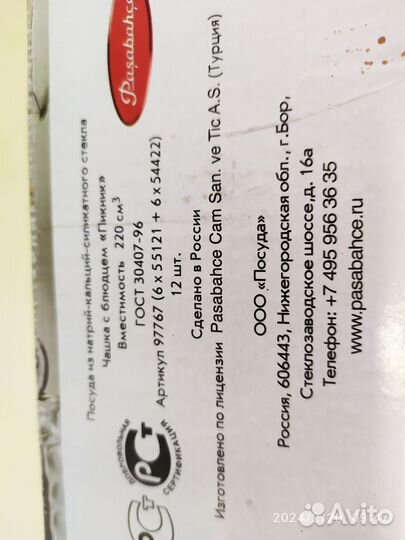 Pasabahce
Посуда из натрий-кальций-силикатного стекла
Чашка с блюдцем «Пикник»
Вместимость 220 см³
ГОСТ 30407-96
Артикул 97767 (6 x 55121 + 6 x 54422)
12 шт.
Сделано в России
Изготовлено по лицензии Pasabahce Cam San. ve Tic A.S. (Турция)
ООО «Посуда»
Россия, 606443, Нижегородская обл., г.Бор,
Стеклозаводское шоссе,д. 16а
Телефон: +7 495 956 36 35
www.pasabahce.ru
ДОБРОВОЛЬНАЯ
РСТ
СЕРТИФИКАЦИЯ
РСТ
Avito